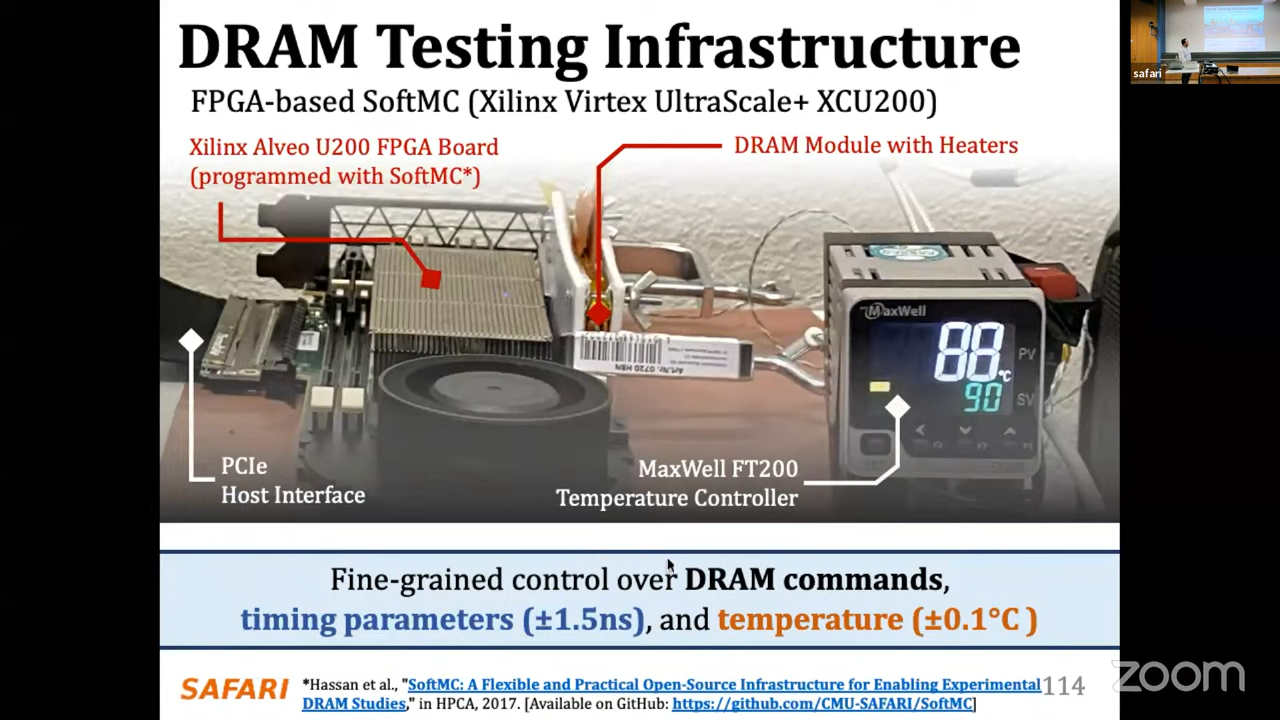 DRAM Testing Infrastructure
FPGA-based SoftMC (Xilinx Virtex UltraScale+ XCU200)
Xilinx Alveo U200 FPGA Board
(programmed with SoftMC*)
DRAM Module with Heaters
safari
MaxWell
88 °C PV
90 SV
Art.Nr. 0720 HBN
PCIe
Host Interface
MaxWell FT200
Temperature Controller
Fine-grained control over DRAM commands,
timing parameters (±1.5ns), and temperature (±0.1°C )
SAFARI
*Hassan et al., "SoftMC: A Flexible and Practical Open-Source Infrastructure for Enabling Experimental
DRAM Studies," in HPCA, 2017. [Available on GitHub: https://github.com/CMU-SAFARI/SoftMC]
114
zoom